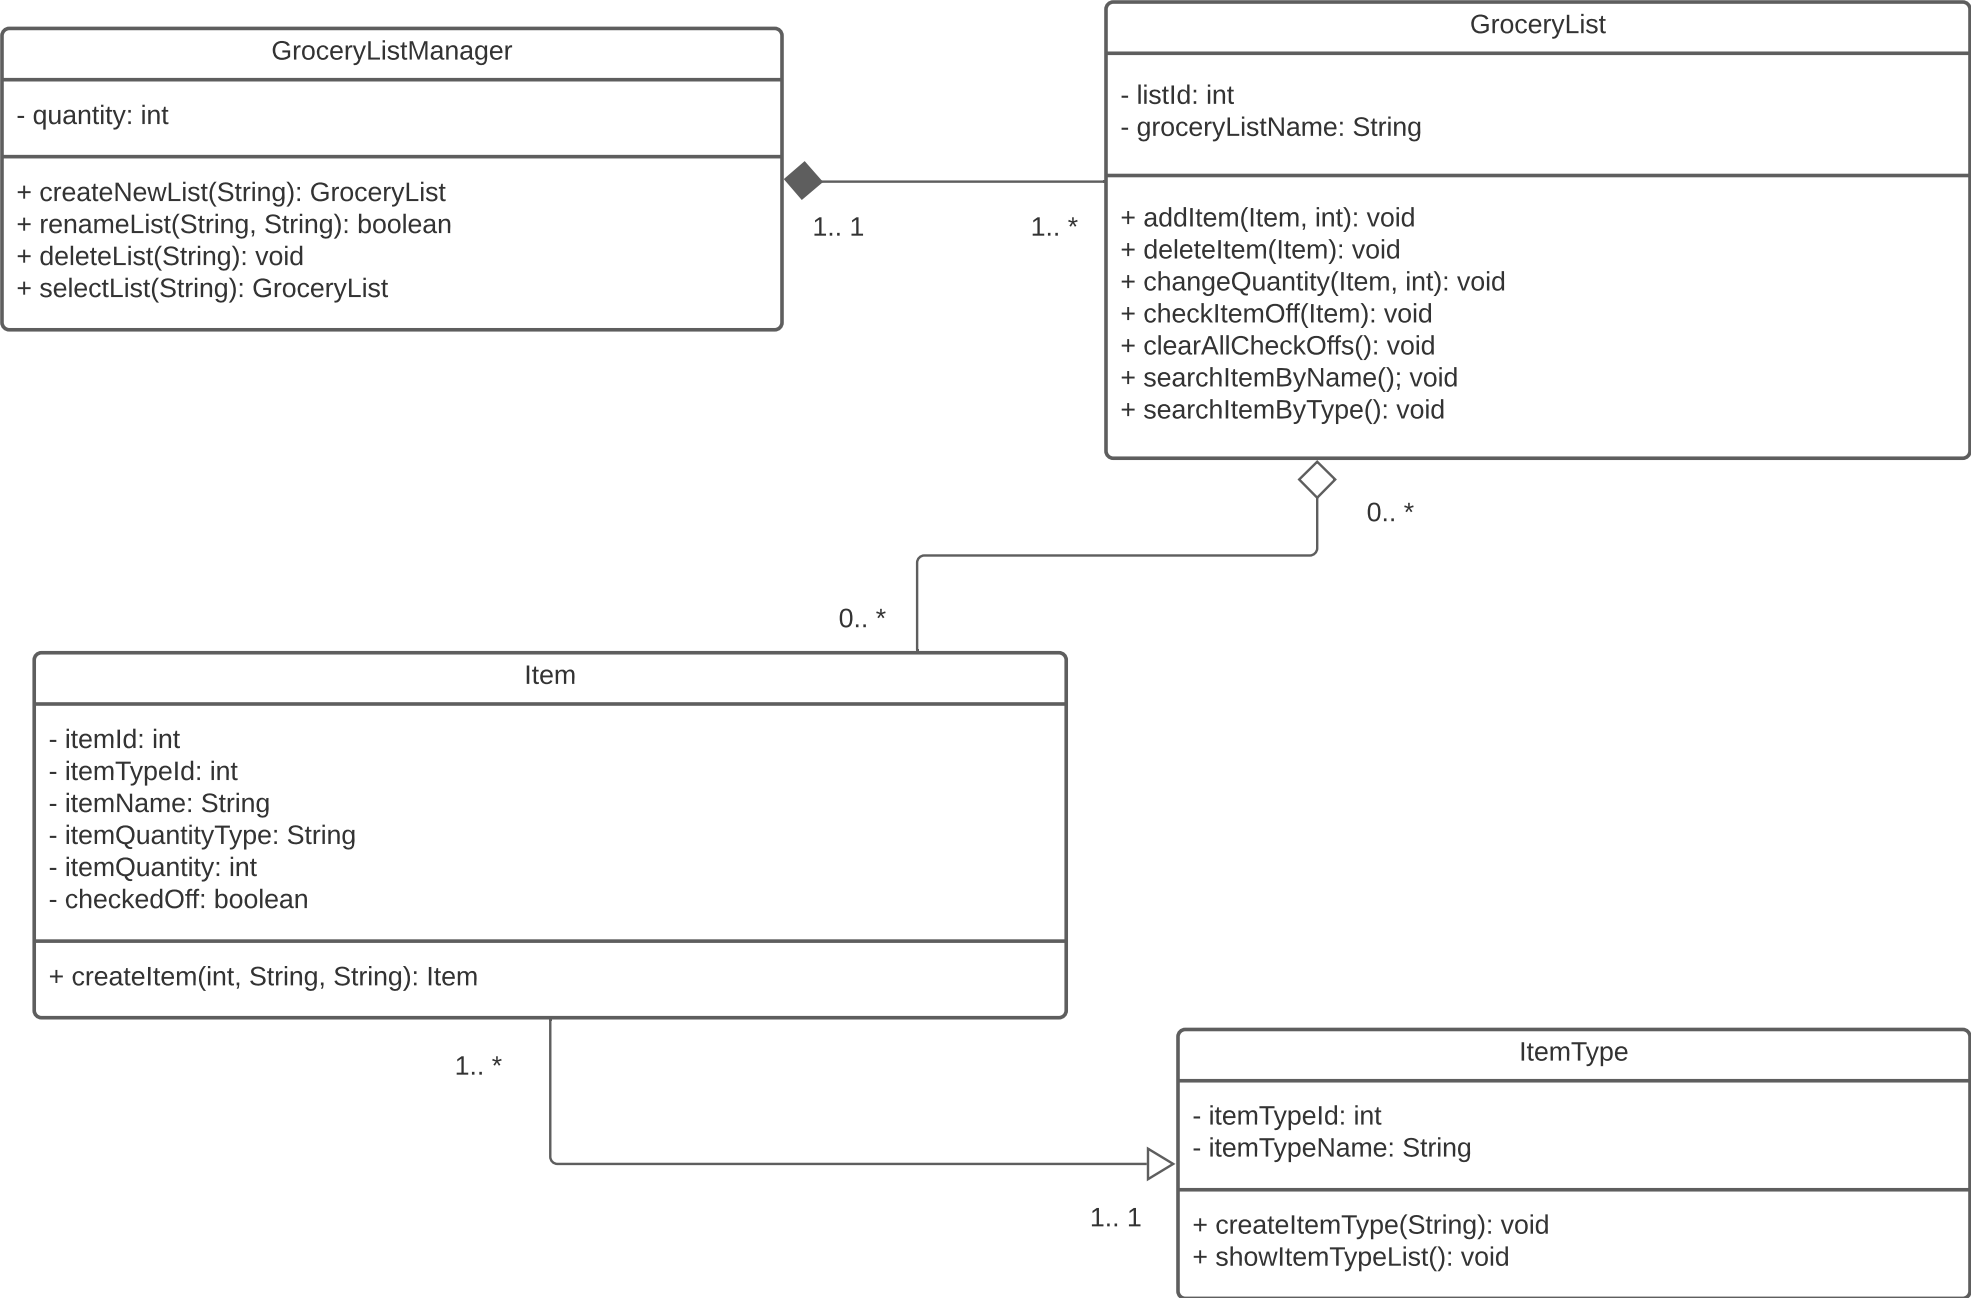 GroceryListManager
- quantity: int
+ createNewList(String): GroceryList
+ renameList(String, String): boolean
+ deleteList(String): void
+ selectList(String): GroceryList
1.. 1
1.. *
GroceryList
- listId: int
- groceryListName: String
+ addItem(Item, int): void
+ deleteItem(Item): void
+ changeQuantity(Item, int): void
+ checkItemOff(Item): void
+ clearAllCheckOffs(): void
+ searchItemByName(); void
+ searchItemByType(): void
0.. *
0.. *
Item
- itemId: int
- itemTypeId: int
- itemName: String
- itemQuantityType: String
- itemQuantity: int
- checkedOff: boolean
+ createItem(int, String, String): Item
1.. *
1.. 1
ItemType
- itemTypeId: int
- itemTypeName: String
+ createItemType(String): void
+ showItemTypeList(): void